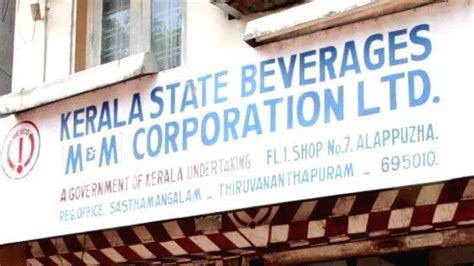 KERALA STATE BEVERAGES
M&M CORPORATION LTD.
A GOVERNMENT OF KERALA UNDERTAKING FL.1. SHOP No.7. ALAPPUZHA.
REG.OFFICE. SASTHAMANGALAM - THIRUVANANTHAPURAM - 695010.